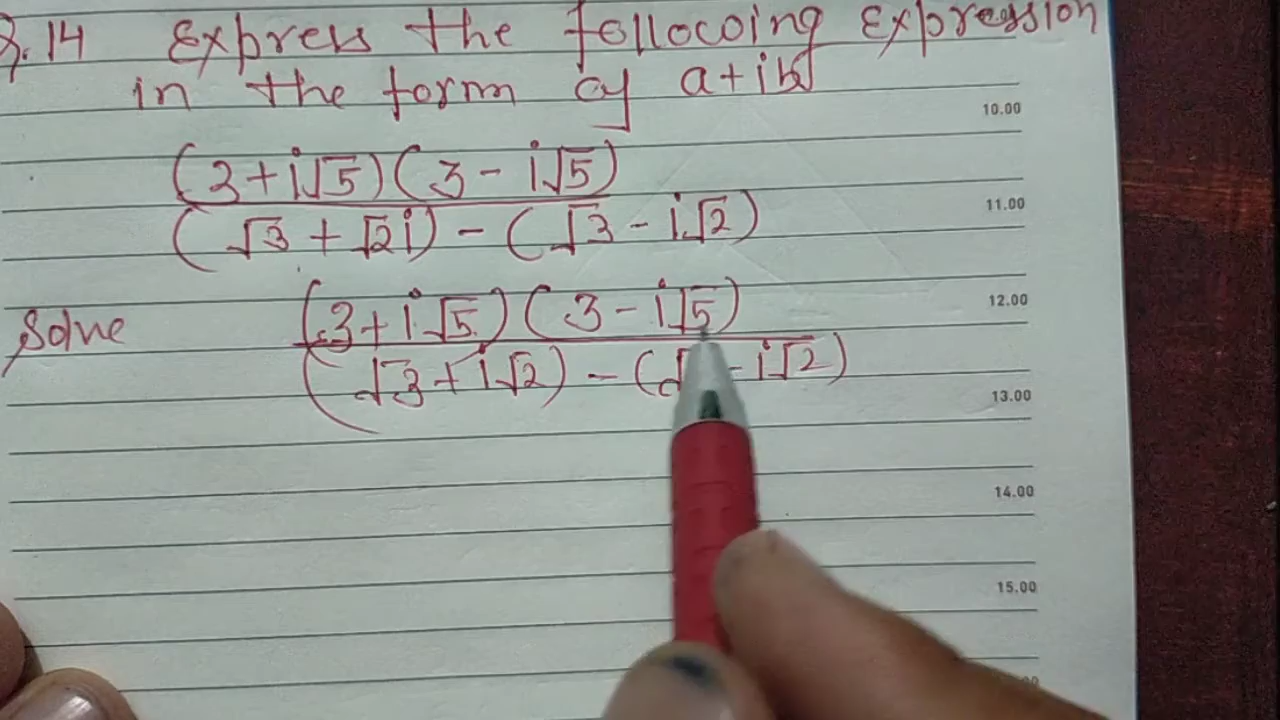 Q.14 Express the following Expression
in the form of a+ib
(3+i√5)(3-i√5)
(√3+√2i)-(√3-i√2)
10.00
11.00
12.00
Solve (3+i√5)(3-i√5)
(√3+i√2)-(√ -i√2)
13.00
14.00
15.00